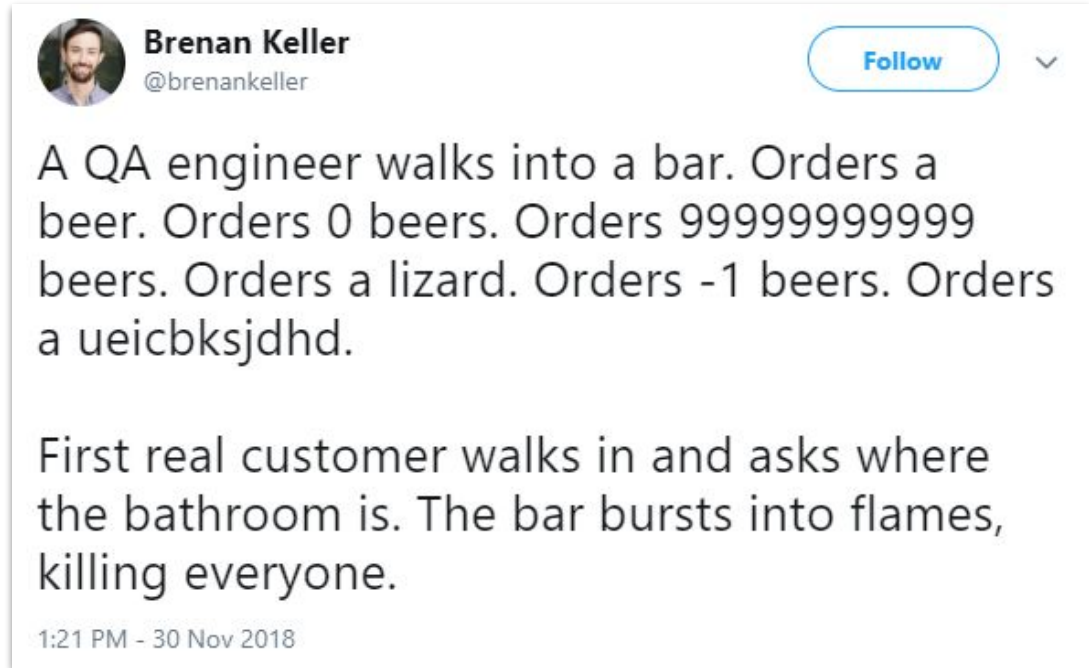 Brenan Keller
Follow
@brenankeller
A QA engineer walks into a bar. Orders a
beer. Orders 0 beers. Orders 99999999999
beers. Orders a lizard. Orders -1 beers. Orders
a ueicbksjdhd.
First real customer walks in and asks where
the bathroom is. The bar bursts into flames,
killing everyone.
1:21 PM - 30 Nov 2018